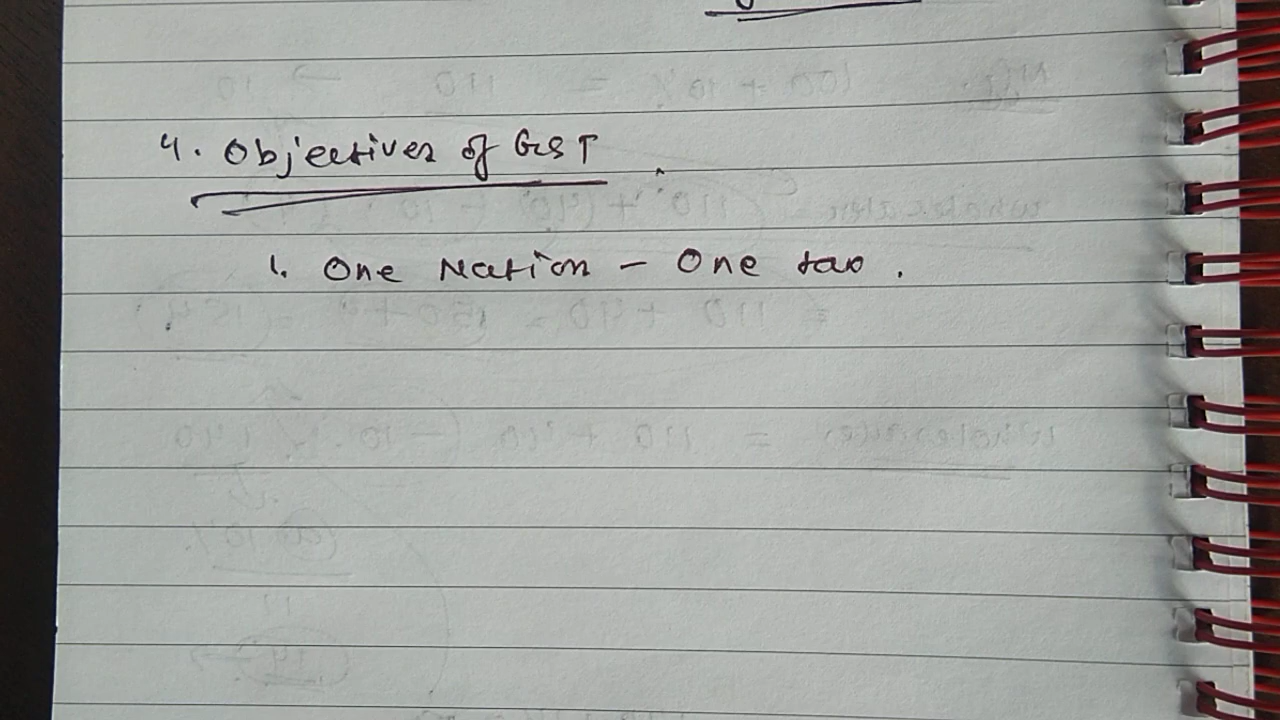 4. Objectives of GST
1. One Nation - One tax.